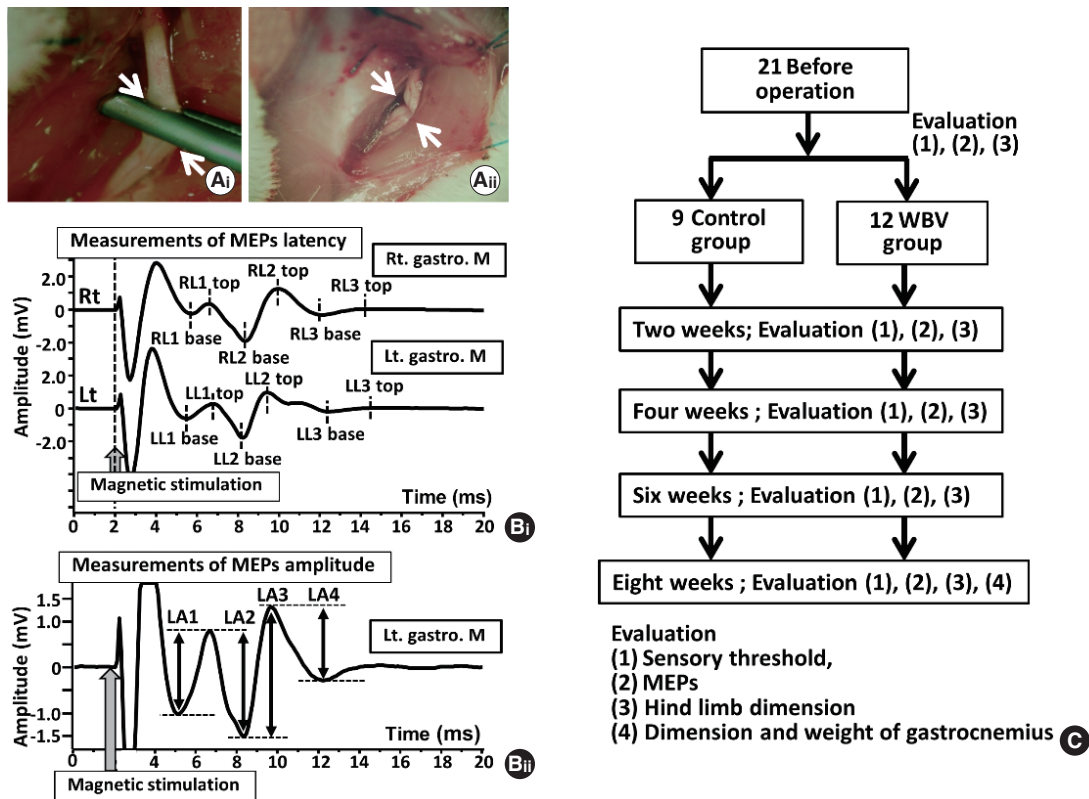 Ai
Aii
Measurements of MEPs latency
Rt. gastro. M
Amplitude (mV)
2.0
0
-2.0
2.0
0
-2.0
Rt
RL1 top
RL2 top
RL3 top
RL1 base
RL2 base
RL3 base
Lt. gastro. M
Lt
LL1 top
LL2 top
LL3 top
LL1 base
LL2 base
LL3 base
Magnetic stimulation
Time (ms)
0 2 4 6 8 10 12 14 16 18 20
Bi
Measurements of MEPs amplitude
Amplitude (mV)
1.5
1.0
0
-1.0
-1.5
LA1
LA2
LA3
LA4
Lt. gastro. M
Time (ms)
0 2 4 6 8 10 12 14 16 18 20
Magnetic stimulation
Bii
21 Before
operation
Evaluation
(1), (2), (3)
9 Control
group
12 WBV
group
Two weeks; Evaluation (1), (2), (3)
Four weeks ; Evaluation (1), (2), (3)
Six weeks ; Evaluation (1), (2), (3)
Eight weeks ; Evaluation (1), (2), (3), (4)
Evaluation
(1) Sensory threshold,
(2) MEPs
(3) Hind limb dimension
(4) Dimension and weight of gastrocnemius
C